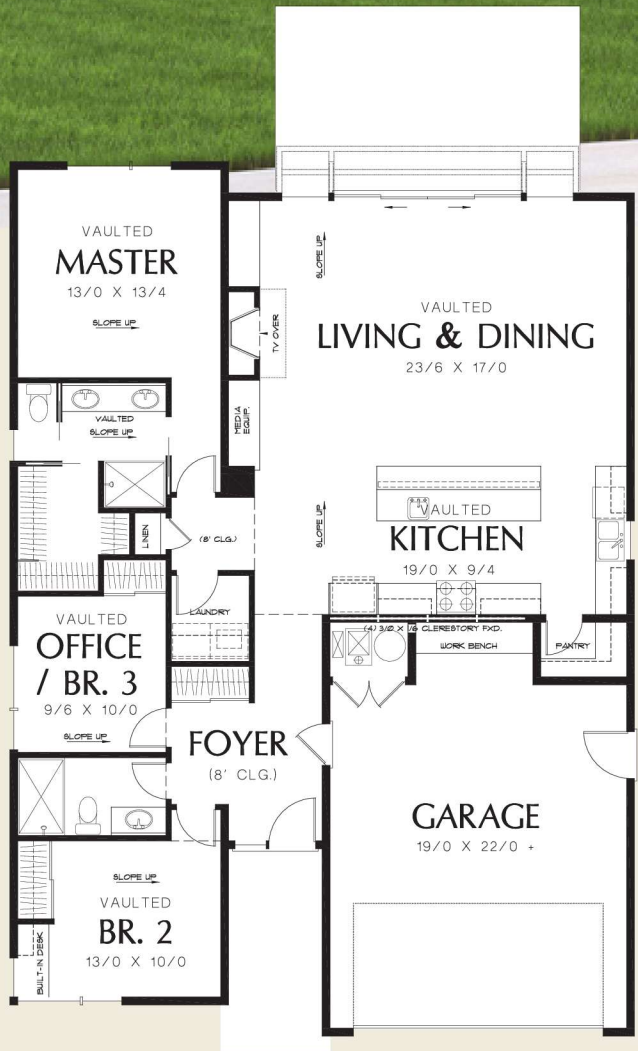 VAULTED
MASTER
13/0 X 13/4
SLOPE UP
SLOPE UP
TV OVER
VAULTED
LIVING & DINING
23/6 X 17/0
VAULTED
SLOPE UP
MEDIA
EQUIP.
LINEN
(8' CLG.)
SLOPE UP
VAULTED
KITCHEN
19/0 X 9/4
LAUNDRY
(4) 3/0 X 1/6 CLERESTORY FXD.
WORK BENCH
PANTRY
VAULTED
OFFICE
/ BR. 3
9/6 X 10/0
SLOPE UP
FOYER
(8' CLG.)
GARAGE
19/0 X 22/0 +
SLOPE UP
VAULTED
BR. 2
13/0 X 10/0
BUILT-IN DESK